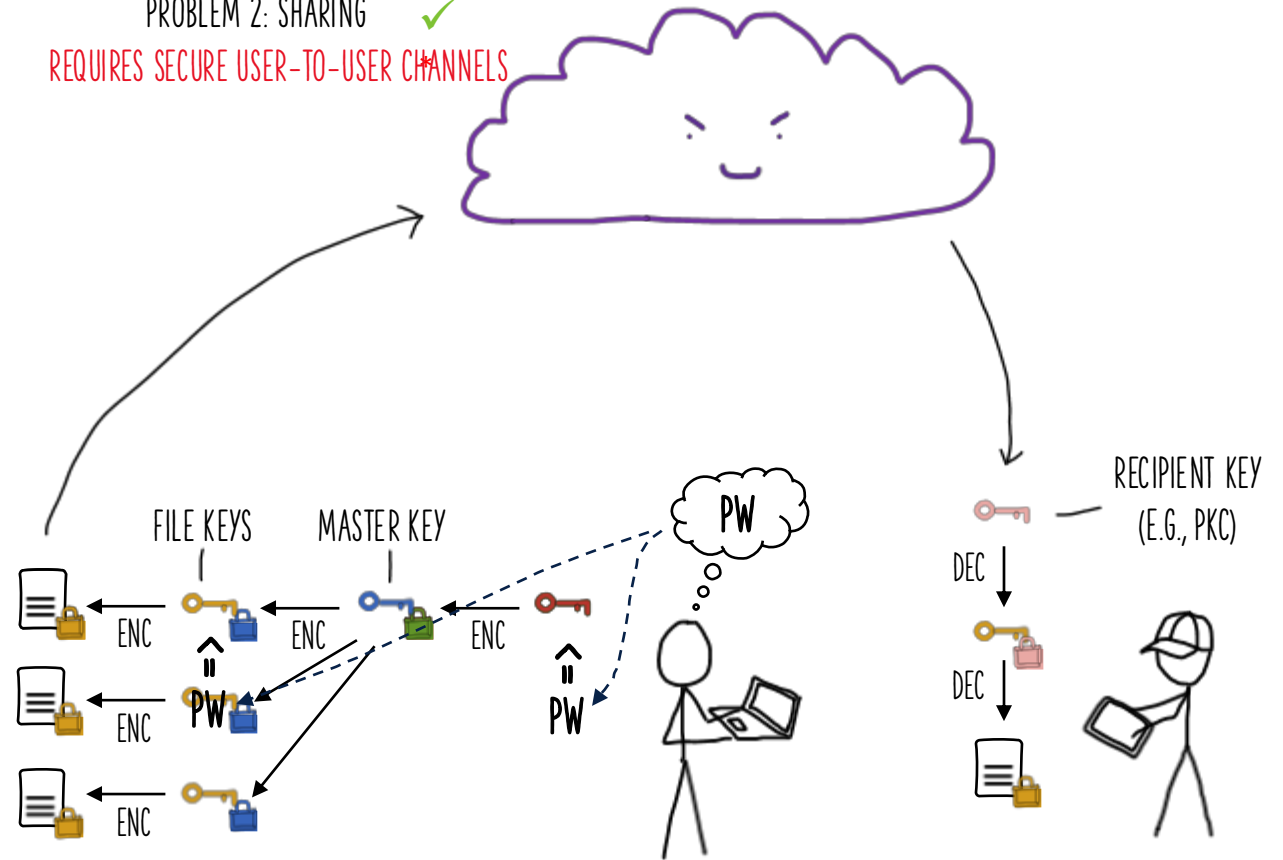 PROBLEM 2: SHARING
REQUIRES SECURE USER-TO-USER CHANNELS
*
RECIPIENT KEY
(E.G., PKC)
PW
FILE KEYS
MASTER KEY
DEC
ENC
ENC
ENC
DEC
ENC
PW
PW
ENC